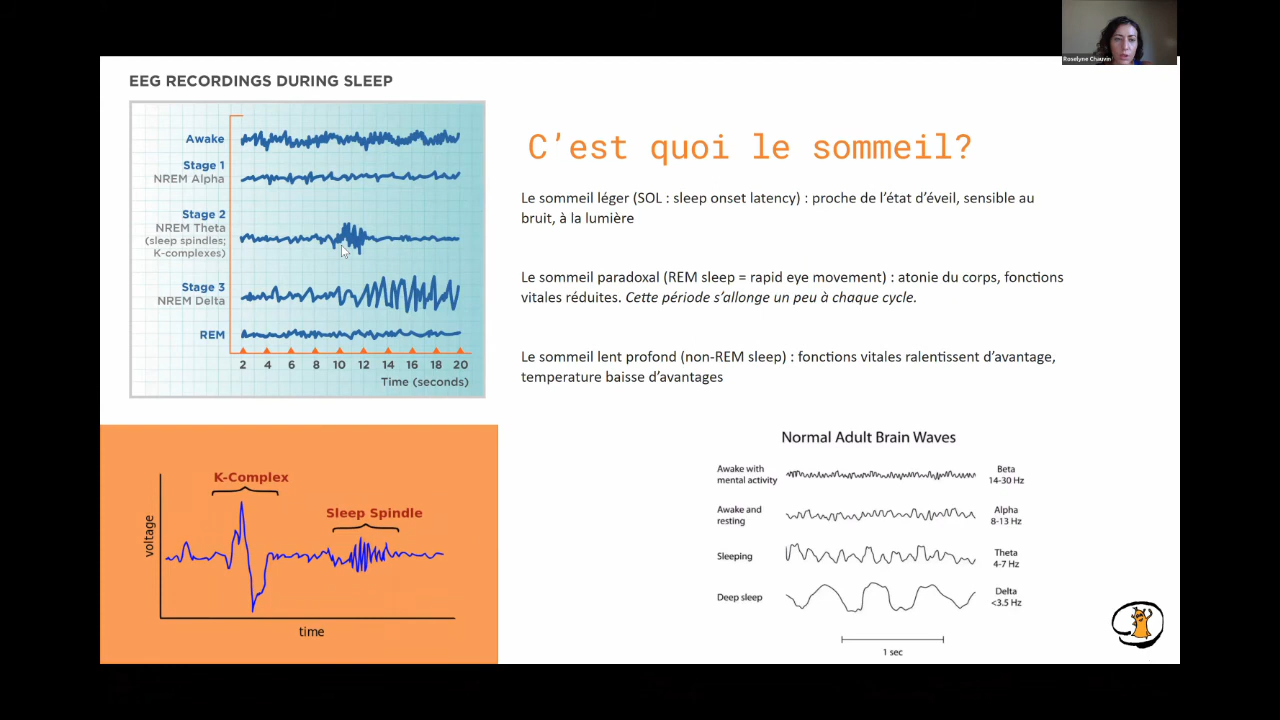 Roselyne Chauvin
EEG RECORDINGS DURING SLEEP
Awake
Stage 1
NREM Alpha
Stage 2
NREM Theta
(sleep spindles;
K-complexes)
Stage 3
NREM Delta
REM
2 4 6 8 10 12 14 16 18 20
Time (seconds)
C’est quoi le sommeil?
Le sommeil léger (SOL : sleep onset latency) : proche de l’état d’éveil, sensible au
bruit, à la lumière
Le sommeil paradoxal (REM sleep = rapid eye movement) : atonie du corps, fonctions
vitales réduites. Cette période s’allonge un peu à chaque cycle.
Le sommeil lent profond (non-REM sleep) : fonctions vitales ralentissent d’avantage,
temperature baisse d’avantages
K-Complex
Sleep Spindle
voltage
time
Normal Adult Brain Waves
Awake with
mental activity
Beta
14-30 Hz
Awake and
resting
Alpha
8-13 Hz
Sleeping
Theta
4-7 Hz
Deep sleep
Delta
<3.5 Hz
1 sec